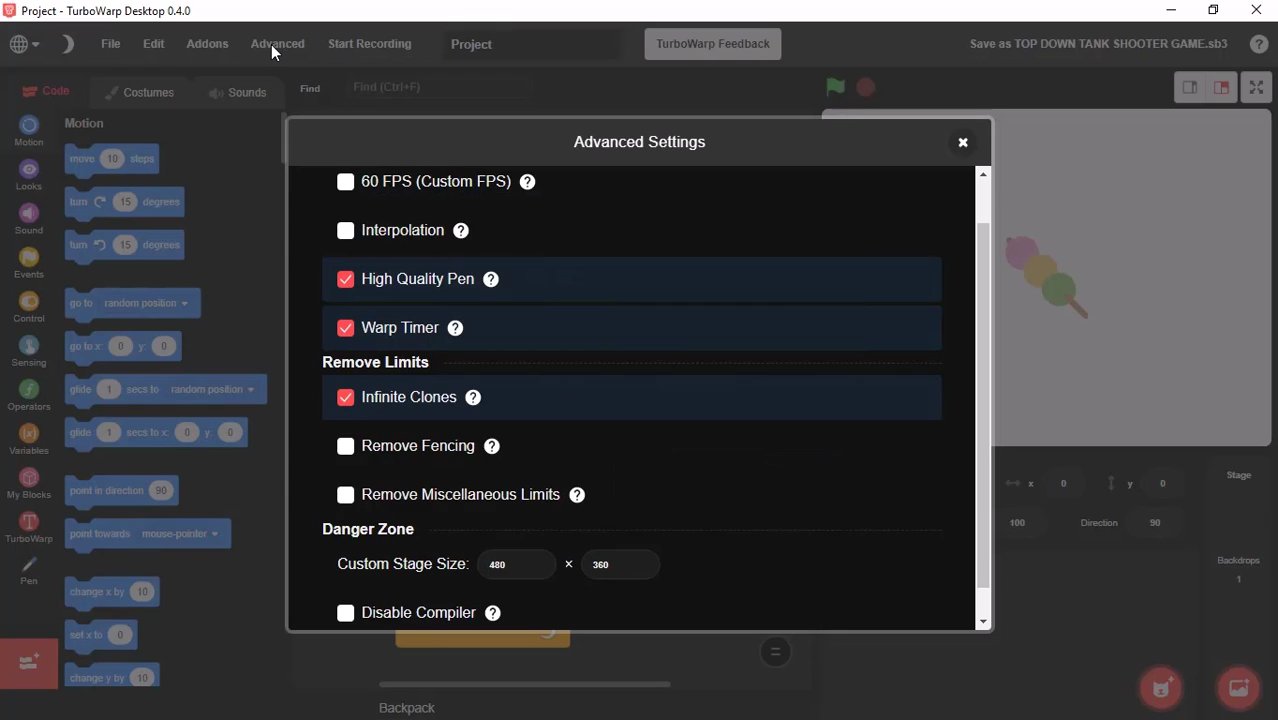 Project - TurboWarp Desktop 0.4.0
File Edit Addons Advanced Start Recording Project TurboWarp Feedback Save as TOP DOWN TANK SHOOTER GAME.sb3 ?
Code Costumes Sounds Find Find (Ctrl+F)
Motion
Looks
Sound
Events
Control
Sensing
Operators
Variables
My Blocks
TurboWarp
Pen
Motion
move 10 steps
turn 15 degrees
turn 15 degrees
go to random position
go to x: 0 y: 0
glide 1 secs to random position
glide 1 secs to x: 0 y: 0
point in direction 90
point towards mouse-pointer
change x by 10
set x to 0
change y by 10
Advanced Settings
60 FPS (Custom FPS) ?
Interpolation ?
High Quality Pen ?
Warp Timer ?
Remove Limits
Infinite Clones ?
Remove Fencing ?
Remove Miscellaneous Limits ?
Danger Zone
Custom Stage Size: 480 × 360
Disable Compiler ?
Backpack
x 0 y 0
100 Direction 90
Stage
Backdrops
1